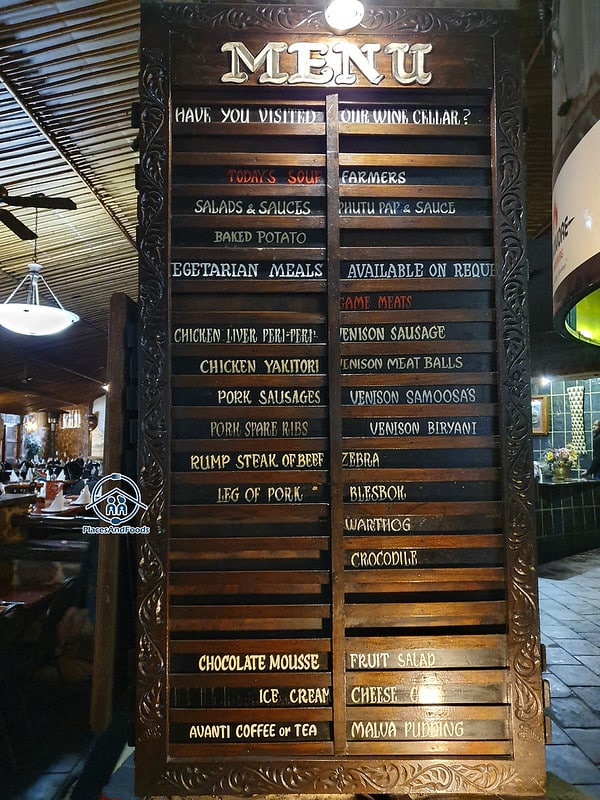 MENU
HAVE YOU VISITED OUR WINE CELLAR?
TODAY'S SOUP FARMERS
SALADS & SAUCES PHUTU PAP & SAUCE
BAKED POTATO
EGETARIAN MEALS AVAILABLE ON REQUE
GAME MEATS
CHICKEN LIVER PERI-PERI VENISON SAUSAGE
CHICKEN YAKITORI VENISON MEAT BALLS
PORK SAUSAGES VENISON SAMOOSA'S
PORK SPARE RIBS VENISON BIRYANI
RUMP STEAK OF BEEF ZEBRA
LEG OF PORK BLESBOK
WARTHOG
CROCODILE
CHOCOLATE MOUSSE FRUIT SALAD
ICE CREAM CHEESE
AVANTI COFFEE or TEA MALVA PUDDING
PlacesAndFoods